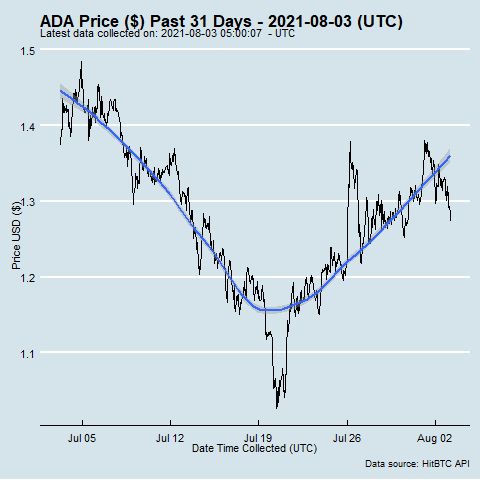 ADA Price ($) Past 31 Days - 2021-08-03 (UTC)
Latest data collected on: 2021-08-03 05:00:07 - UTC
1.5
1.4
1.3
1.2
1.1
Price USD ($)
Jul 05 Jul 12 Jul 19 Jul 26 Aug 02
Date Time Collected (UTC)
Data source: HitBTC API